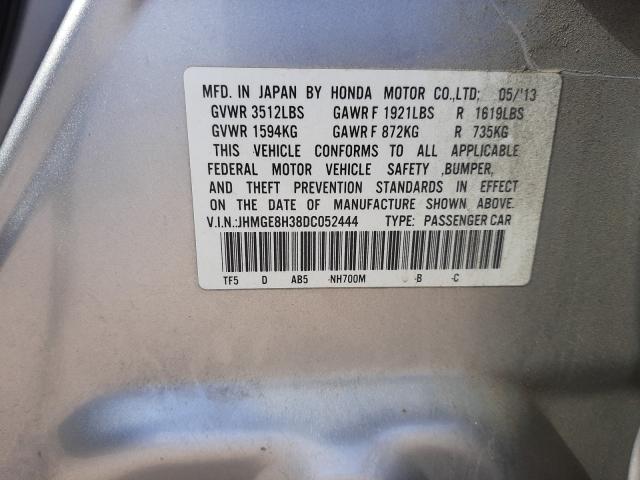 MFD. IN JAPAN BY HONDA MOTOR CO.,LTD; 05/'13
GVWR 3512LBS GAWR F 1921LBS R 1619LBS
GVWR 1594KG GAWR F 872KG R 735KG
THIS VEHICLE CONFORMS TO ALL APPLICABLE
FEDERAL MOTOR VEHICLE SAFETY ,BUMPER,
AND THEFT PREVENTION STANDARDS IN EFFECT
ON THE DATE OF MANUFACTURE SHOWN ABOVE.
V.I.N.:JHMGE8H38DC052444 TYPE: PASSENGER CAR
TF5 D AB5 -NH700M -B -C